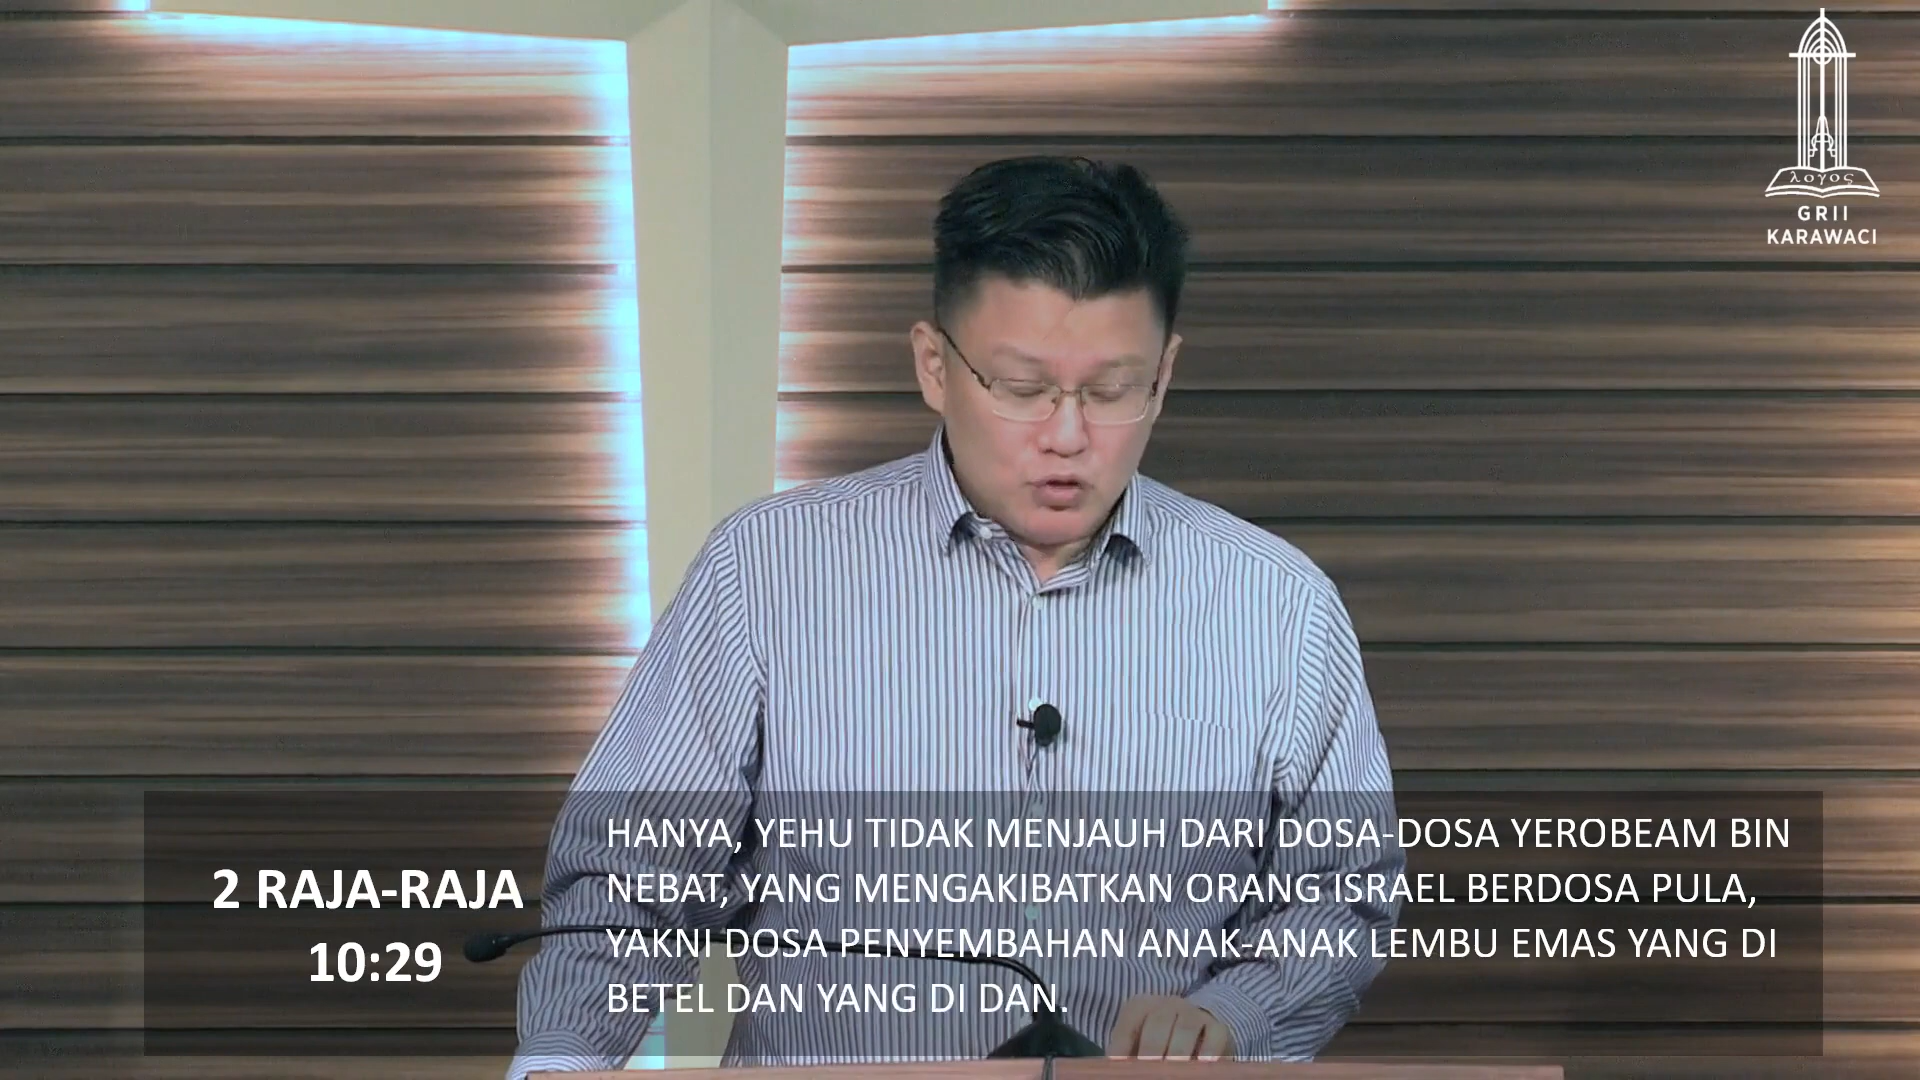 λογος
GRII
KARAWACI
2 RAJA-RAJA
10:29
HANYA, YEHU TIDAK MENJAUH DARI DOSA-DOSA YEROBEAM BIN
NEBAT, YANG MENGAKIBATKAN ORANG ISRAEL BERDOSA PULA,
YAKNI DOSA PENYEMBAHAN ANAK-ANAK LEMBU EMAS YANG DI
BETEL DAN YANG DI DAN.